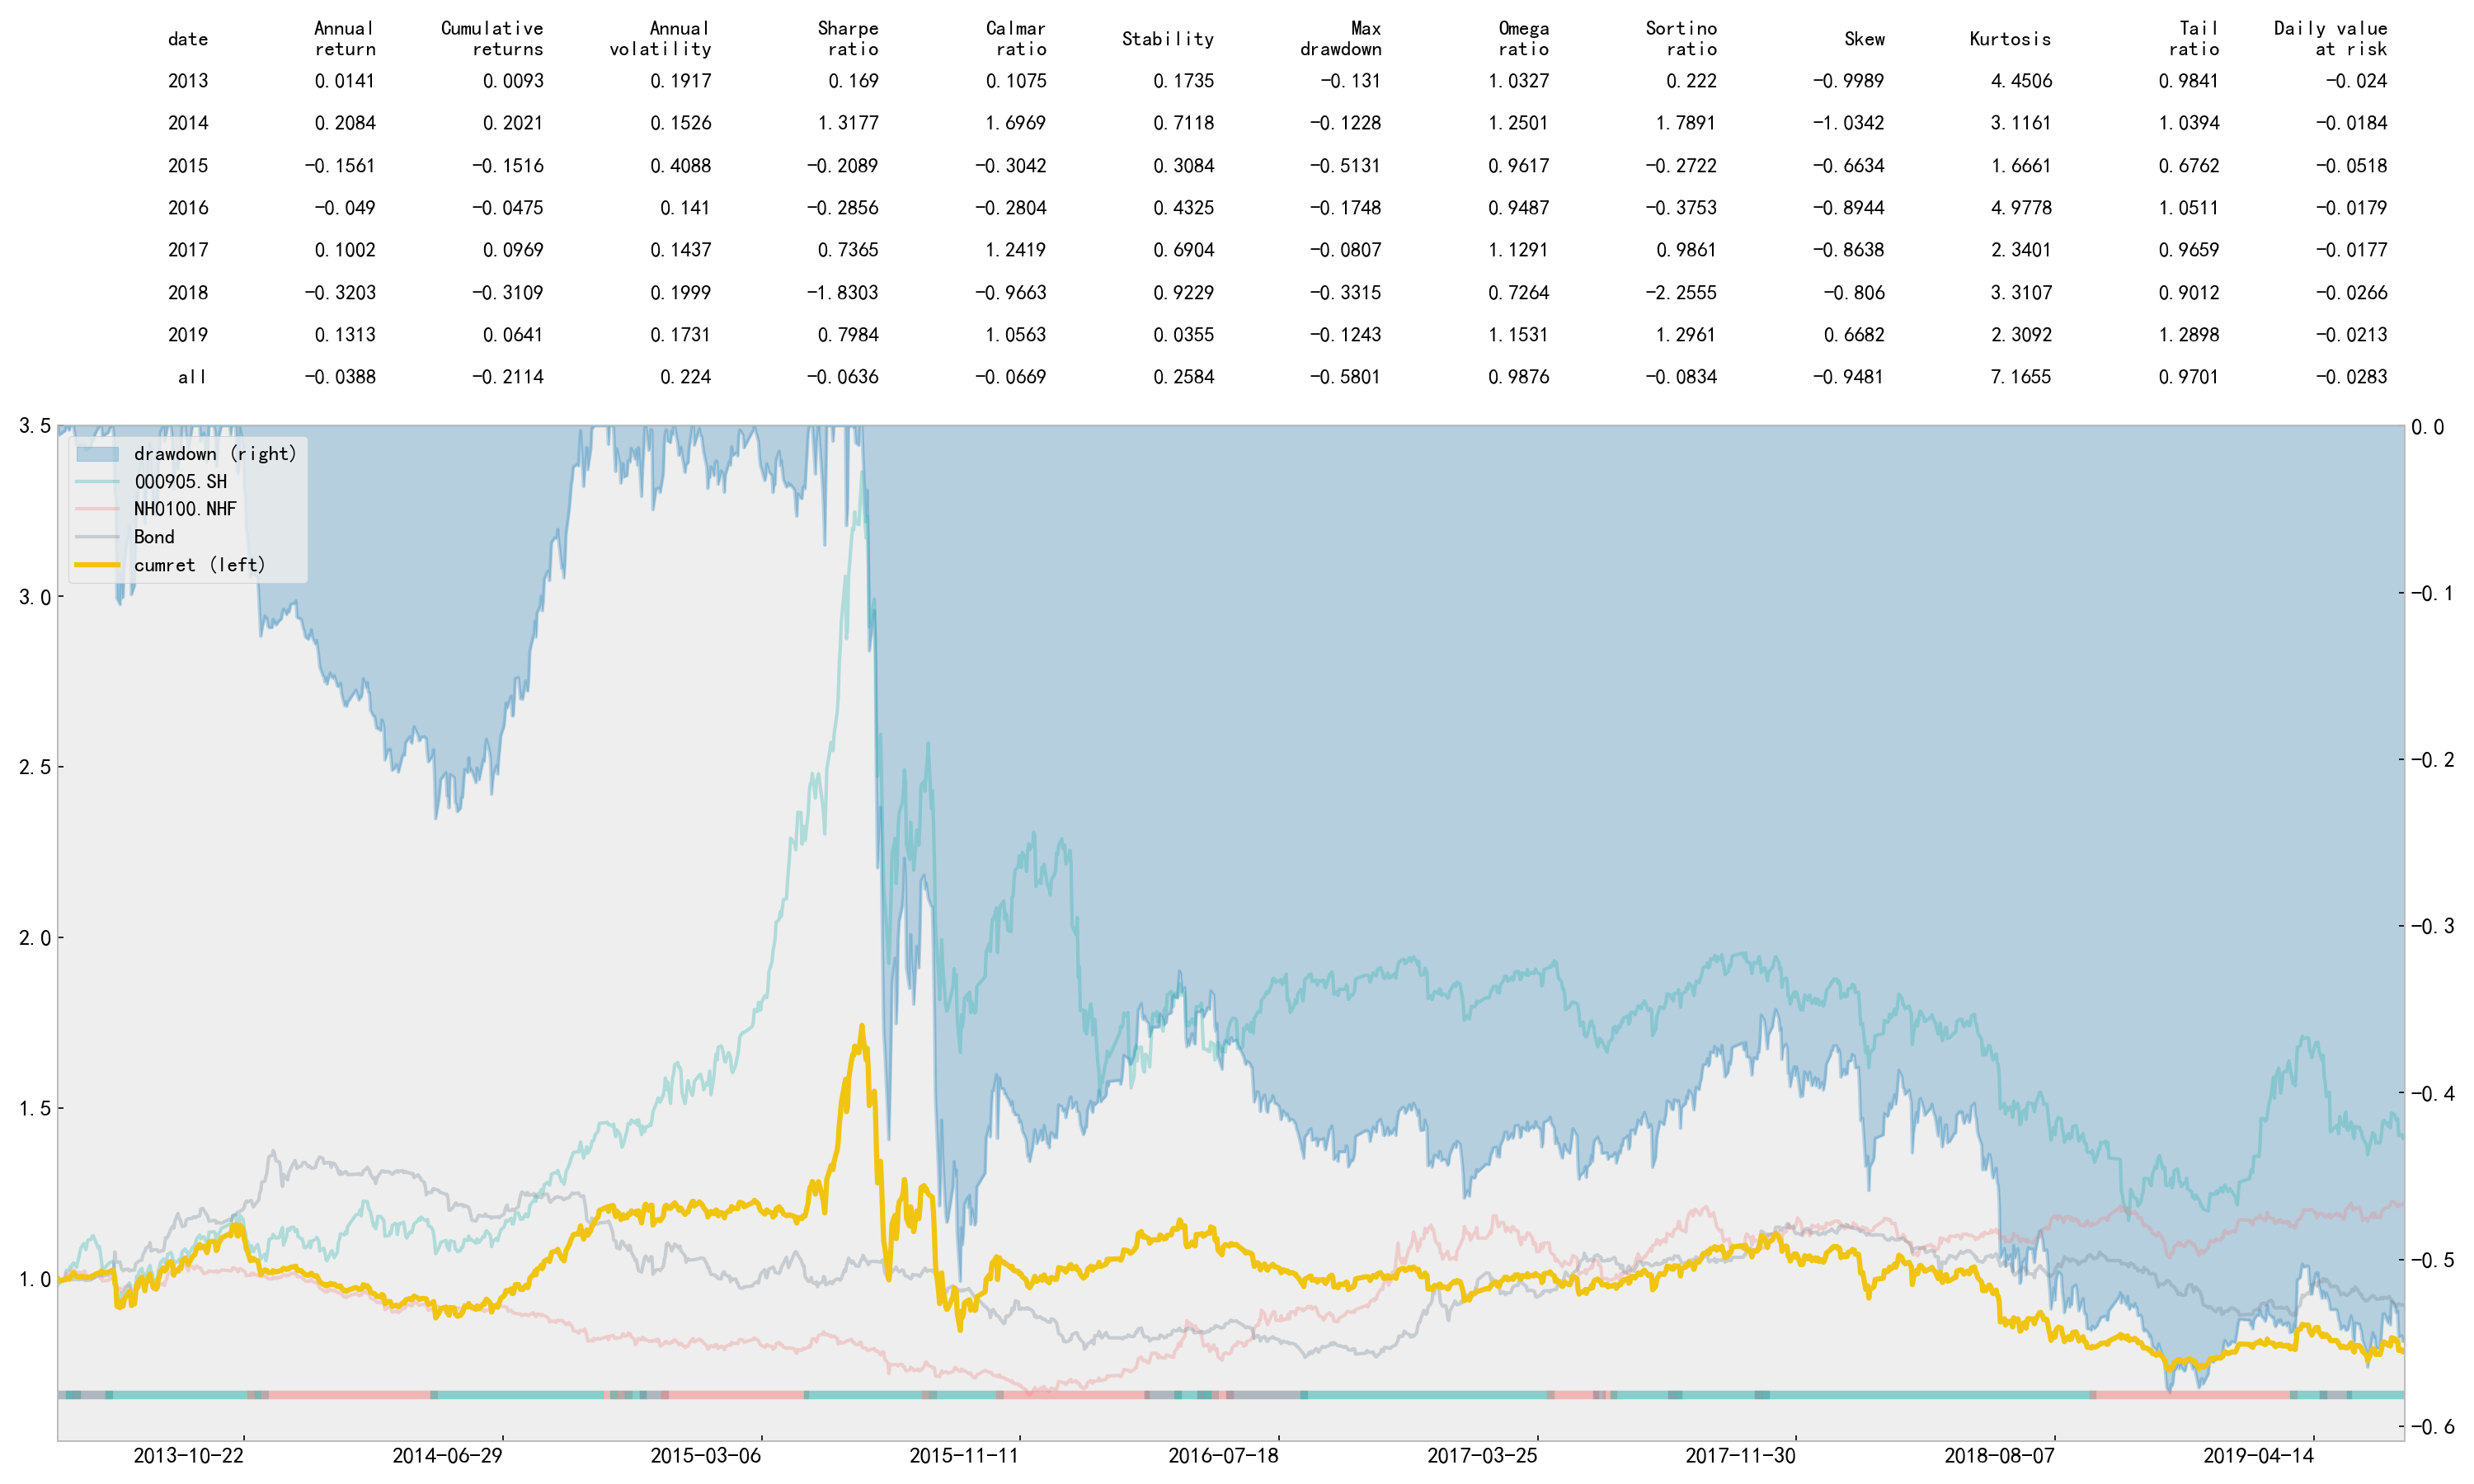 date Annual return Cumulative returns Annual volatility Sharpe ratio Calmar ratio Stability Max drawdown Omega ratio Sortino ratio Skew Kurtosis Tail ratio Daily value at risk
2013 0.0141 0.0093 0.1917 0.169 0.1075 0.1735 −0.131 1.0327 0.222 −0.9989 4.4506 0.9841 −0.024
2014 0.2084 0.2021 0.1526 1.3177 1.6969 0.7118 −0.1228 1.2501 1.7891 −1.0342 3.1161 1.0394 −0.0184
2015 −0.1561 −0.1516 0.4088 −0.2089 −0.3042 0.3084 −0.5131 0.9617 −0.2722 −0.6634 1.6661 0.6762 −0.0518
2016 −0.049 −0.0475 0.141 −0.2856 −0.2804 0.4325 −0.1748 0.9487 −0.3753 −0.8944 4.9778 1.0511 −0.0179
2017 0.1002 0.0969 0.1437 0.7365 1.2419 0.6904 −0.0807 1.1291 0.9861 −0.8638 2.3401 0.9659 −0.0177
2018 −0.3203 −0.3109 0.1999 −1.8303 −0.9663 0.9229 −0.3315 0.7264 −2.2555 −0.806 3.3107 0.9012 −0.0266
2019 0.1313 0.0641 0.1731 0.7984 1.0563 0.0355 −0.1243 1.1531 1.2961 0.6682 2.3092 1.2898 −0.0213
all −0.0388 −0.2114 0.224 −0.0636 −0.0669 0.2584 −0.5801 0.9876 −0.0834 −0.9481 7.1655 0.9701 −0.0283
3.5
3.0
2.5
2.0
1.5
1.0
drawdown (right)
000905.SH
NH0100.NHF
Bond
cumret (left)
0.0
−0.1
−0.2
−0.3
−0.4
−0.5
−0.6
2013-10-22 2014-06-29 2015-03-06 2015-11-11 2016-07-18 2017-03-25 2017-11-30 2018-08-07 2019-04-14